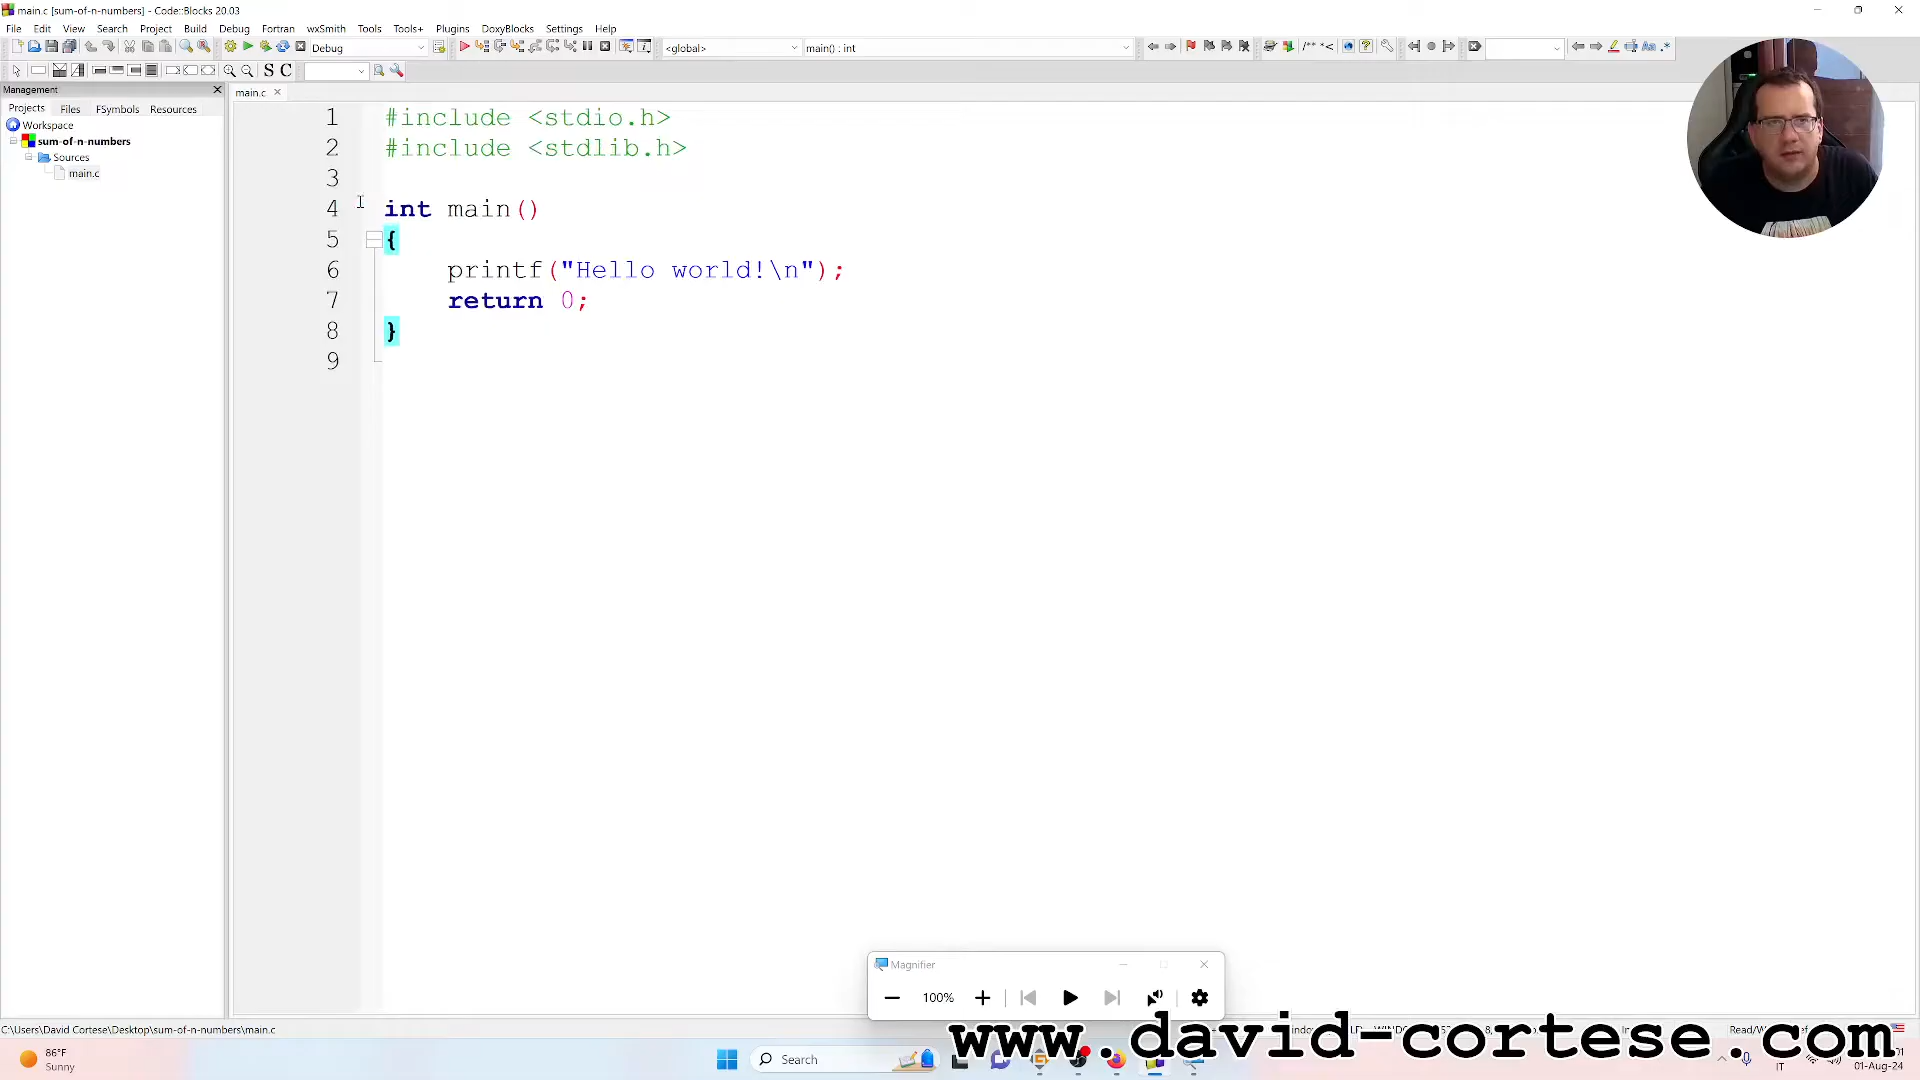 main.c [sum-of-n-numbers] - Code::Blocks 20.03
File Edit View Search Project Build Debug Fortran wxSmith Tools Tools+ Plugins DoxyBlocks Settings Help
Debug
<global>
main() : int
/** *<
Aa
.*
S C
Management
Projects Files FSymbols Resources
Workspace
sum-of-n-numbers
Sources
main.c
main.c
1 #include <stdio.h>
2 #include <stdlib.h>
3
4 int main()
5 {
6 printf("Hello world!\n");
7 return 0;
8 }
9
Magnifier
100%
C:\Users\David Cortese\Desktop\sum-of-n-numbers\main.c
www.david-cortese.com
86°F
Sunny
Search
IT
01-Aug-24